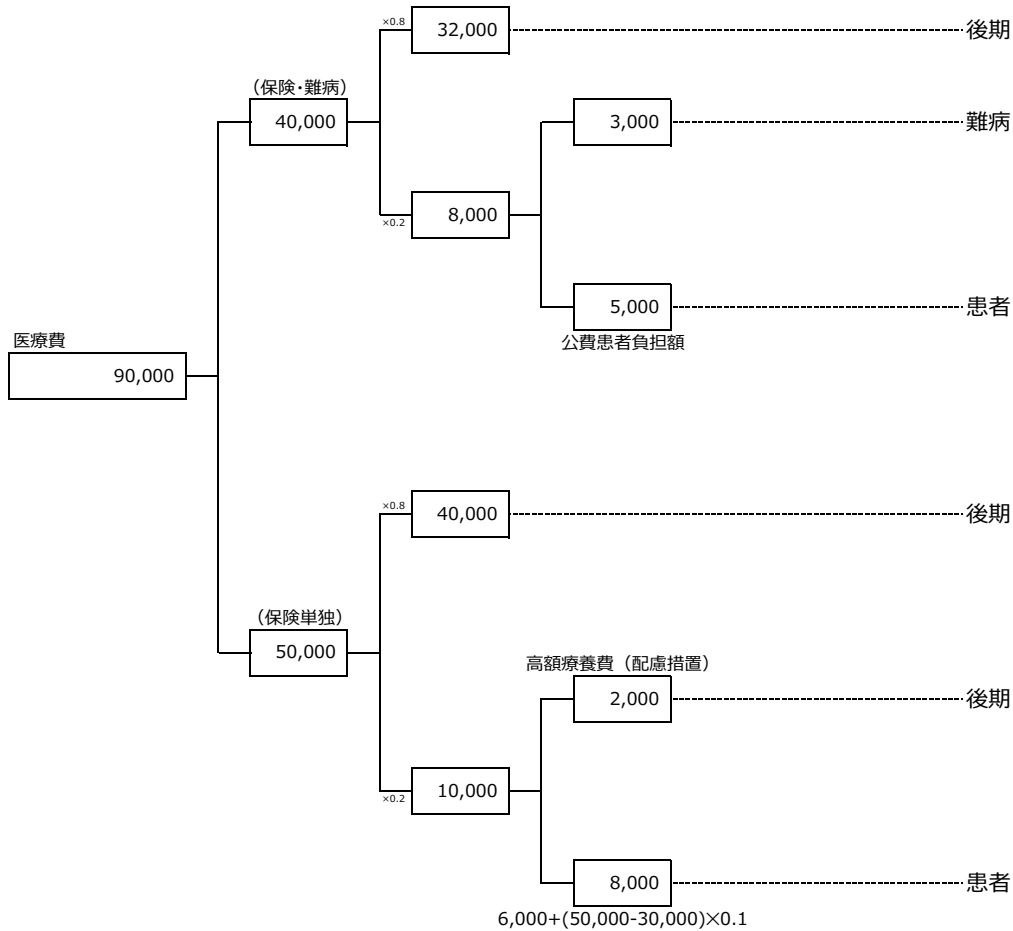 ×0.8
32,000
後期
(保険・難病)
40,000
3,000
難病
×0.2
8,000
5,000
患者
公費患者負担額
医療費
90,000
×0.8
40,000
後期
(保険単独)
50,000
高額療養費（配慮措置）
2,000
後期
×0.2
10,000
8,000
患者
6,000+(50,000-30,000)×0.1